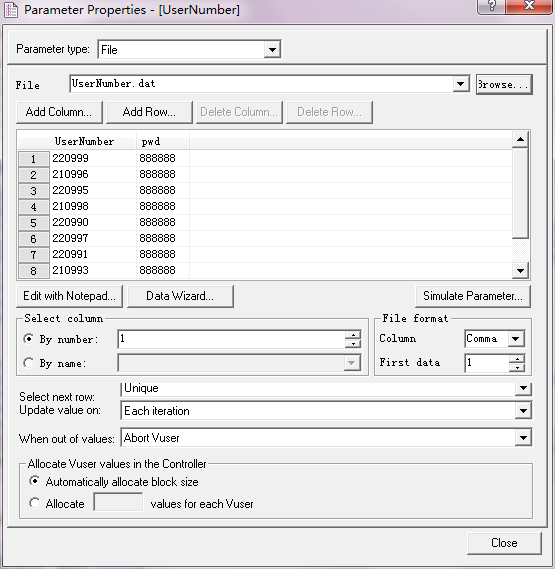 Parameter Properties - [UserNumber]
Parameter type: File
File UserNumber.dat Browse...
Add Column... Add Row... Delete Column... Delete Row...
UserNumber pwd
1 220999 888888
2 210996 888888
3 220995 888888
4 210998 888888
5 220990 888888
6 220997 888888
7 220991 888888
8 210993 888888
Edit with Notepad... Data Wizard... Simulate Parameter...
Select column File format
By number: 1 Column Comma
By name: First data 1
Select next row: Unique
Update value on: Each iteration
When out of values: Abort Vuser
Allocate Vuser values in the Controller
Automatically allocate block size
Allocate values for each Vuser
Close